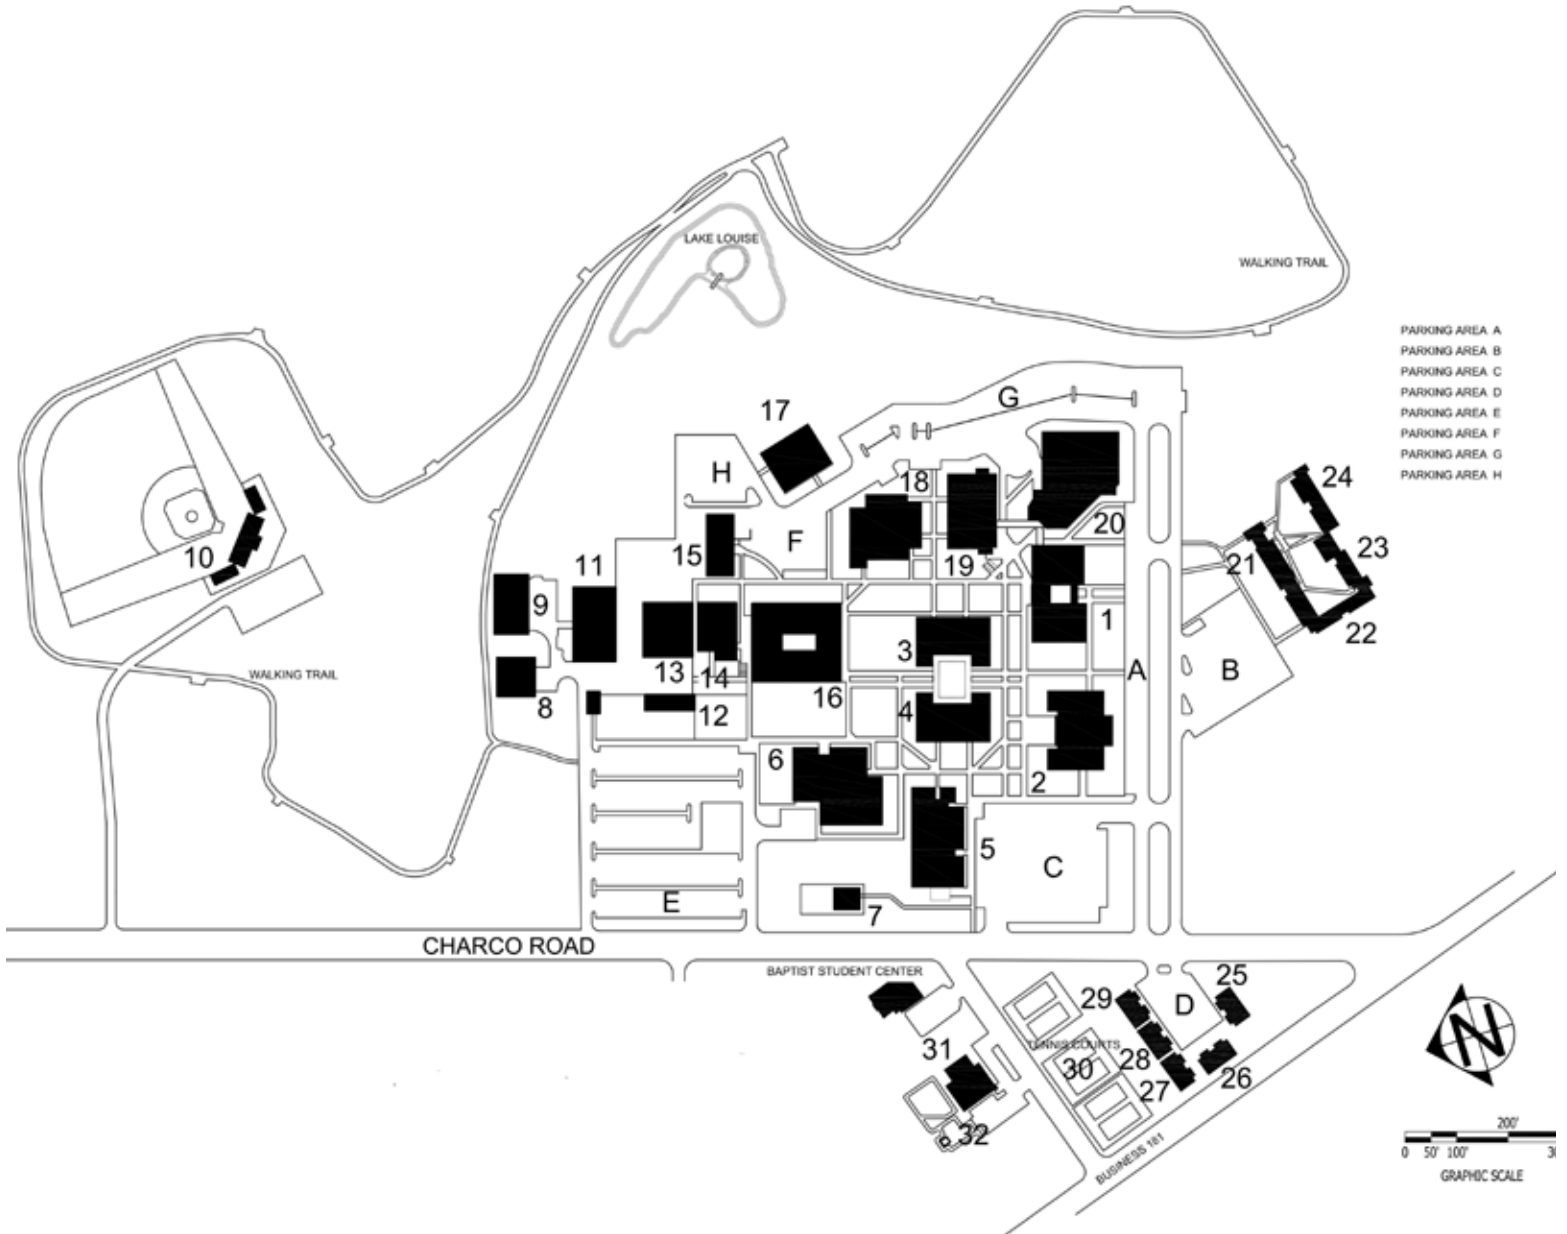 LAKE LOUISE
WALKING TRAIL
PARKING AREA A
PARKING AREA B
PARKING AREA C
PARKING AREA D
PARKING AREA E
PARKING AREA F
PARKING AREA G
PARKING AREA H
G
17
H
18
24
20
F
15
10
23
21
11
19
9
22
1
3
13
14
A
B
16
8
12
4
6
2
5
C
E
7
CHARCO ROAD
BAPTIST STUDENT CENTER
25
29
D
N
31
TENNIS COURTS
28
30
26
27
32
BUSINESS 181
200'
0 50' 100'
GRAPHIC SCALE
WALKING TRAIL